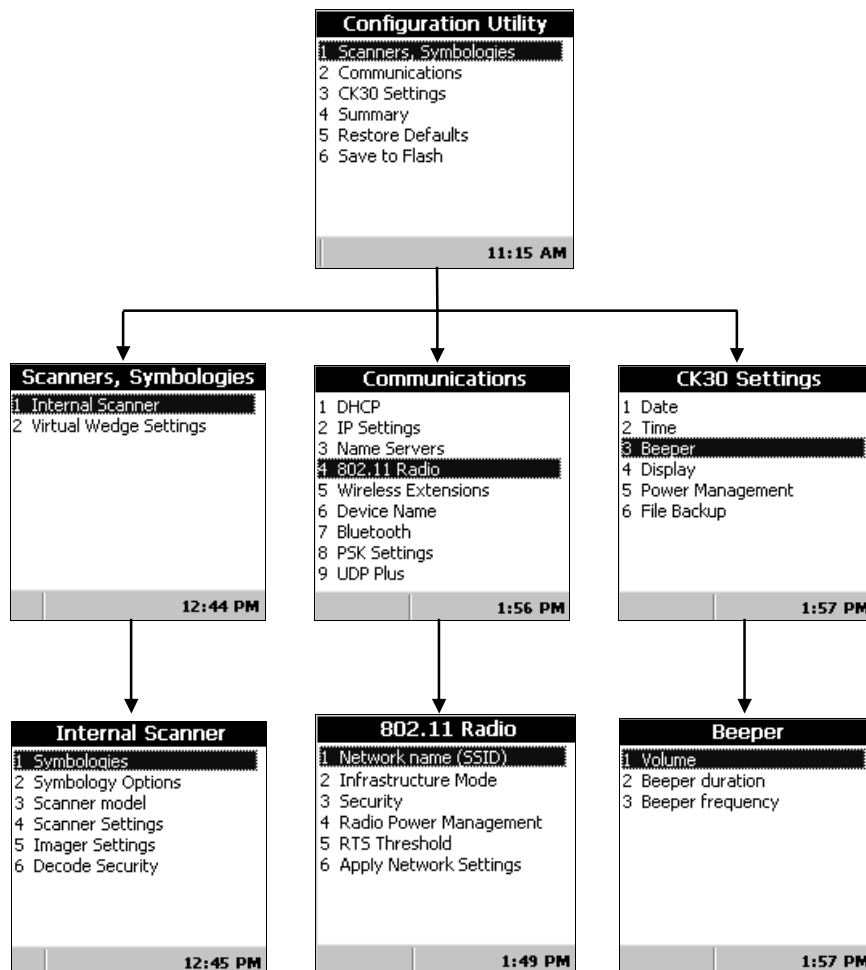 Configuration Utility
1 Scanners, Symbologies
2 Communications
3 CK30 Settings
4 Summary
5 Restore Defaults
6 Save to Flash
11:15 AM
Scanners, Symbologies
1 Internal Scanner
2 Virtual Wedge Settings
12:44 PM
Communications
1 DHCP
2 IP Settings
3 Name Servers
4 802.11 Radio
5 Wireless Extensions
6 Device Name
7 Bluetooth
8 PSK Settings
9 UDP Plus
1:56 PM
CK30 Settings
1 Date
2 Time
3 Beeper
4 Display
5 Power Management
6 File Backup
1:57 PM
Internal Scanner
1 Symbologies
2 Symbology Options
3 Scanner model
4 Scanner Settings
5 Imager Settings
6 Decode Security
12:45 PM
802.11 Radio
1 Network name (SSID)
2 Infrastructure Mode
3 Security
4 Radio Power Management
5 RTS Threshold
6 Apply Network Settings
1:49 PM
Beeper
1 Volume
2 Beeper duration
3 Beeper frequency
1:57 PM